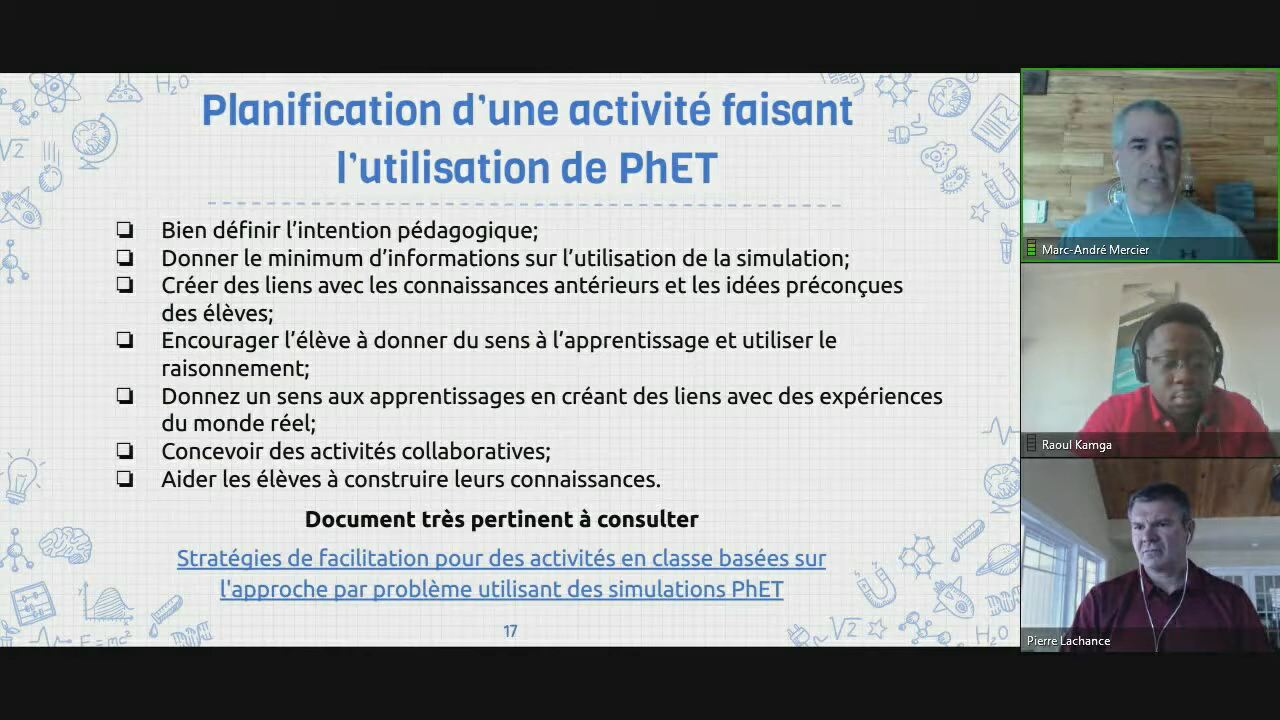 Planification d'une activité faisant
l'utilisation de PhET
Bien définir l'intention pédagogique;
Donner le minimum d'informations sur l'utilisation de la simulation;
Créer des liens avec les connaissances antérieurs et les idées préconçues
des élèves;
Encourager l'élève à donner du sens à l'apprentissage et utiliser le
raisonnement;
Donnez un sens aux apprentissages en créant des liens avec des expériences
du monde réel;
Concevoir des activités collaboratives;
Aider les élèves à construire leurs connaissances.
Document très pertinent à consulter
Stratégies de facilitation pour des activités en classe basées sur
l'approche par problème utilisant des simulations PhET
17
Marc-André Mercier
Raoul Kamga
Pierre Lachance
H₂O
√2
E=mc²
√2
H₂O